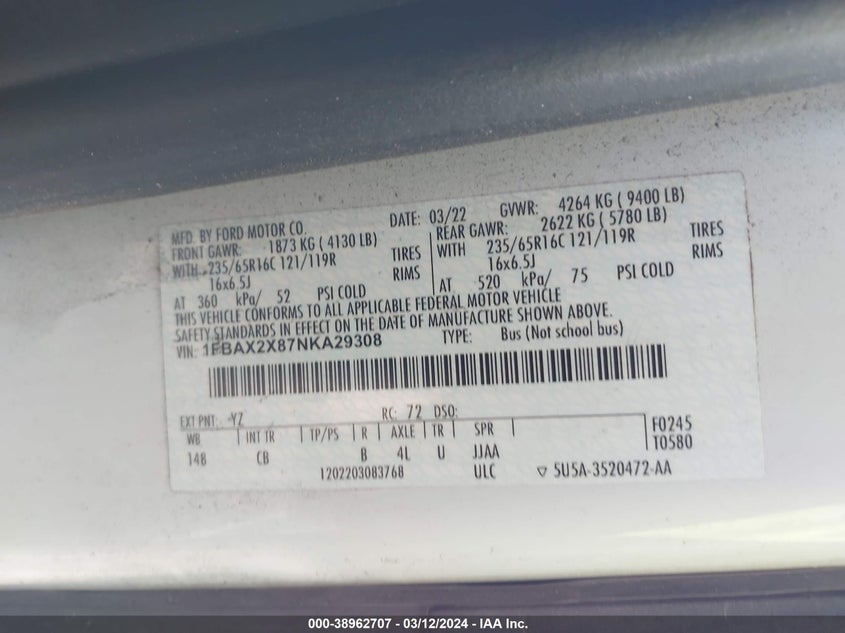 MFD. BY FORD MOTOR CO. DATE: 03/22 GVWR: 4264 KG ( 9400 LB)
FRONT GAWR: 1873 KG ( 4130 LB) REAR GAWR: 2622 KG ( 5780 LB)
WITH 235/65R16C 121/119R TIRES WITH 235/65R16C 121/119R TIRES
16x6.5J RIMS 16x6.5J RIMS
AT 360 kPa/ 52 PSI COLD AT 520 kPa/ 75 PSI COLD
THIS VEHICLE CONFORMS TO ALL APPLICABLE FEDERAL MOTOR VEHICLE
SAFETY STANDARDS IN EFFECT ON THE DATE OF MANUFACTURE SHOWN ABOVE.
VIN: 1FBAX2X87NKA29308 TYPE: Bus (Not school bus)
EXT PNT: YZ RC: 72 DSO:
WB INT TR TP/PS R AXLE TR SPR F0245
148 CB B 4L U JJAA T0580
1202203083768 ULC ▽ 5U5A-3520472-AA
000-38962707 - 03/12/2024 - IAA Inc.